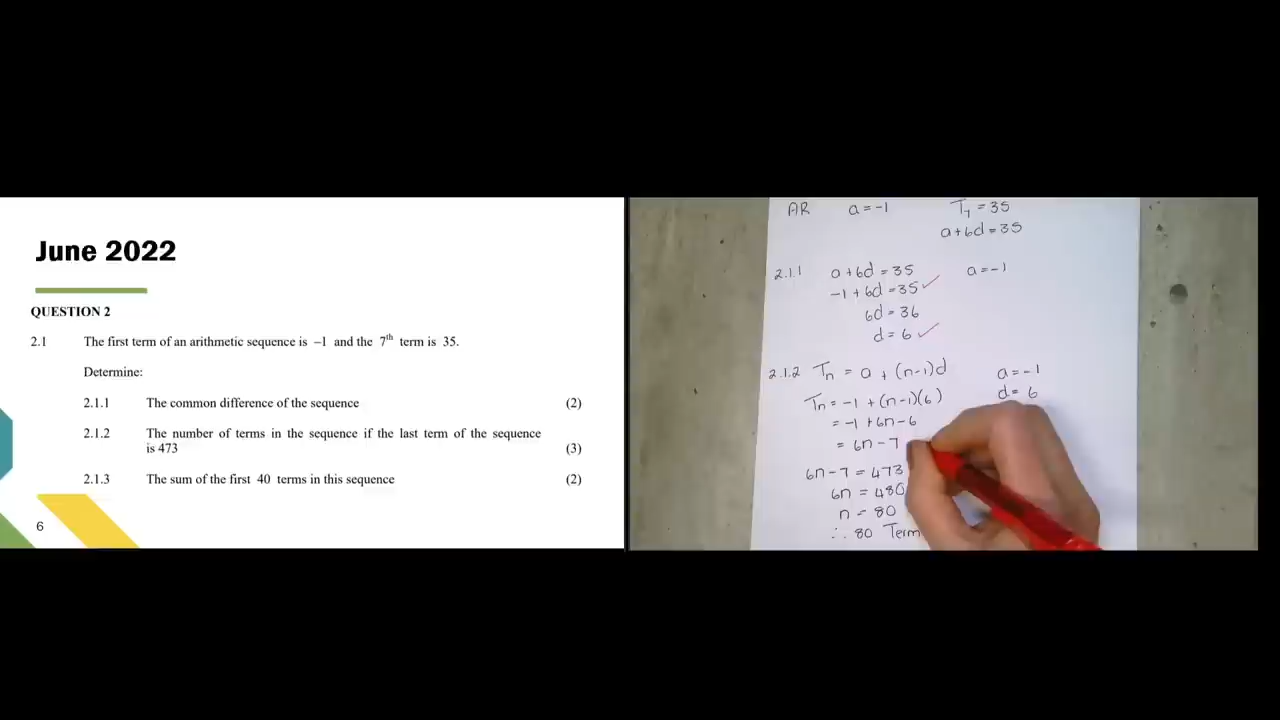 June 2022
QUESTION 2
2.1 The first term of an arithmetic sequence is −1 and the 7th term is 35.
Determine:
2.1.1 The common difference of the sequence (2)
2.1.2 The number of terms in the sequence if the last term of the sequence
is 473 (3)
2.1.3 The sum of the first 40 terms in this sequence (2)
6
AR a = -1 T7 = 35
a + 6d = 35
2.1.1 a + 6d = 35 a = -1
-1 + 6d = 35 ✓
6d = 36
d = 6 ✓
2.1.2 Tn = a + (n-1)d a = -1
Tn = -1 + (n-1)(6) d = 6
= -1 + 6n - 6
= 6n - 7
6n - 7 = 473
6n = 480
n = 80
∴ 80 Term